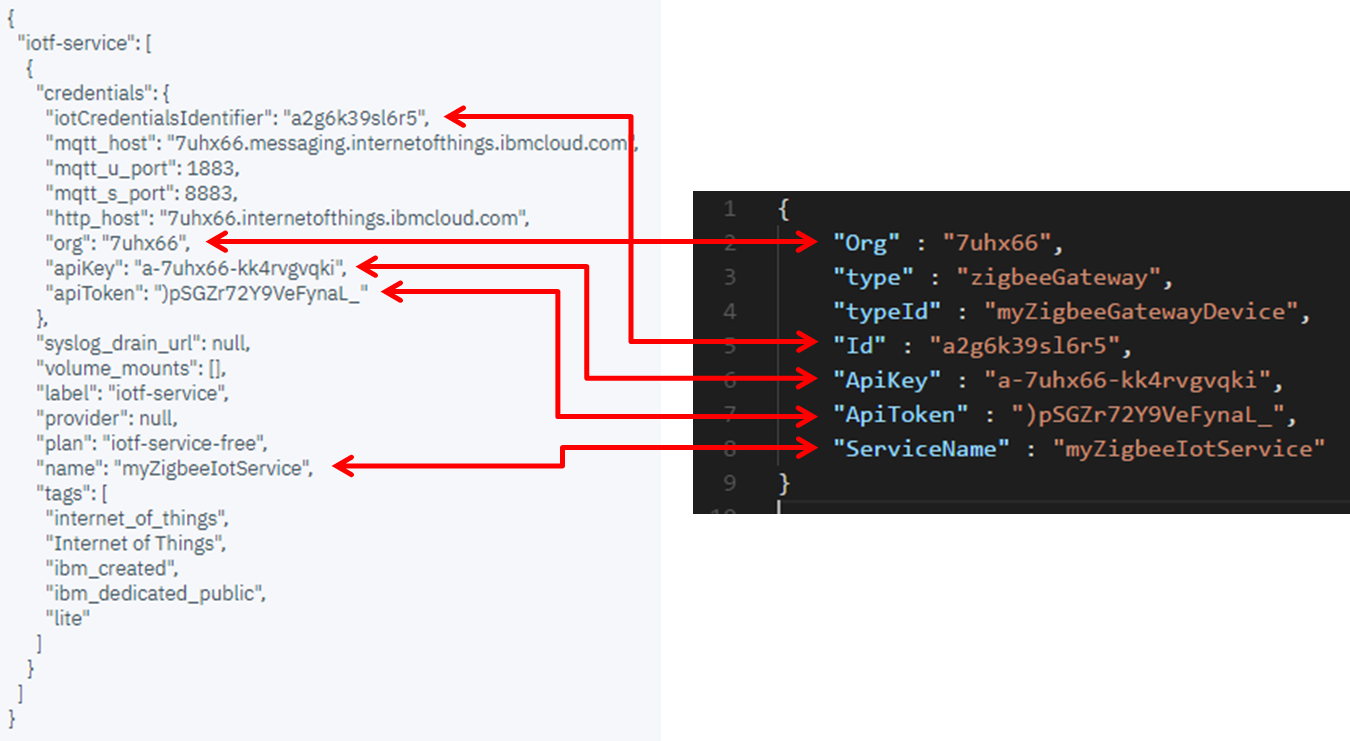 {
"iotf-service": [
{
"credentials": {
"iotCredentialsIdentifier": "a2g6k39sl6r5",
"mqtt_host": "7uhx66.messaging.internetofthings.ibmcloud.com",
"mqtt_u_port": 1883,
"mqtt_s_port": 8883,
"http_host": "7uhx66.internetofthings.ibmcloud.com",
"org": "7uhx66",
"apiKey": "a-7uhx66-kk4rvgvqki",
"apiToken": ")pSGZr72Y9VeFynaL_"
},
"syslog_drain_url": null,
"volume_mounts": [],
"label": "iotf-service",
"provider": null,
"plan": "iotf-service-free",
"name": "myZigbeeIotService",
"tags": [
"internet_of_things",
"Internet of Things",
"ibm_created",
"ibm_dedicated_public",
"lite"
]
}
]
}
1 {
2 "Org" : "7uhx66",
3 "type" : "zigbeeGateway",
4 "typeId" : "myZigbeeGatewayDevice",
5 "Id" : "a2g6k39sl6r5",
6 "ApiKey" : "a-7uhx66-kk4rvgvqki",
7 "ApiToken" : ")pSGZr72Y9VeFynaL_",
8 "ServiceName" : "myZigbeeIotService"
9 }
10